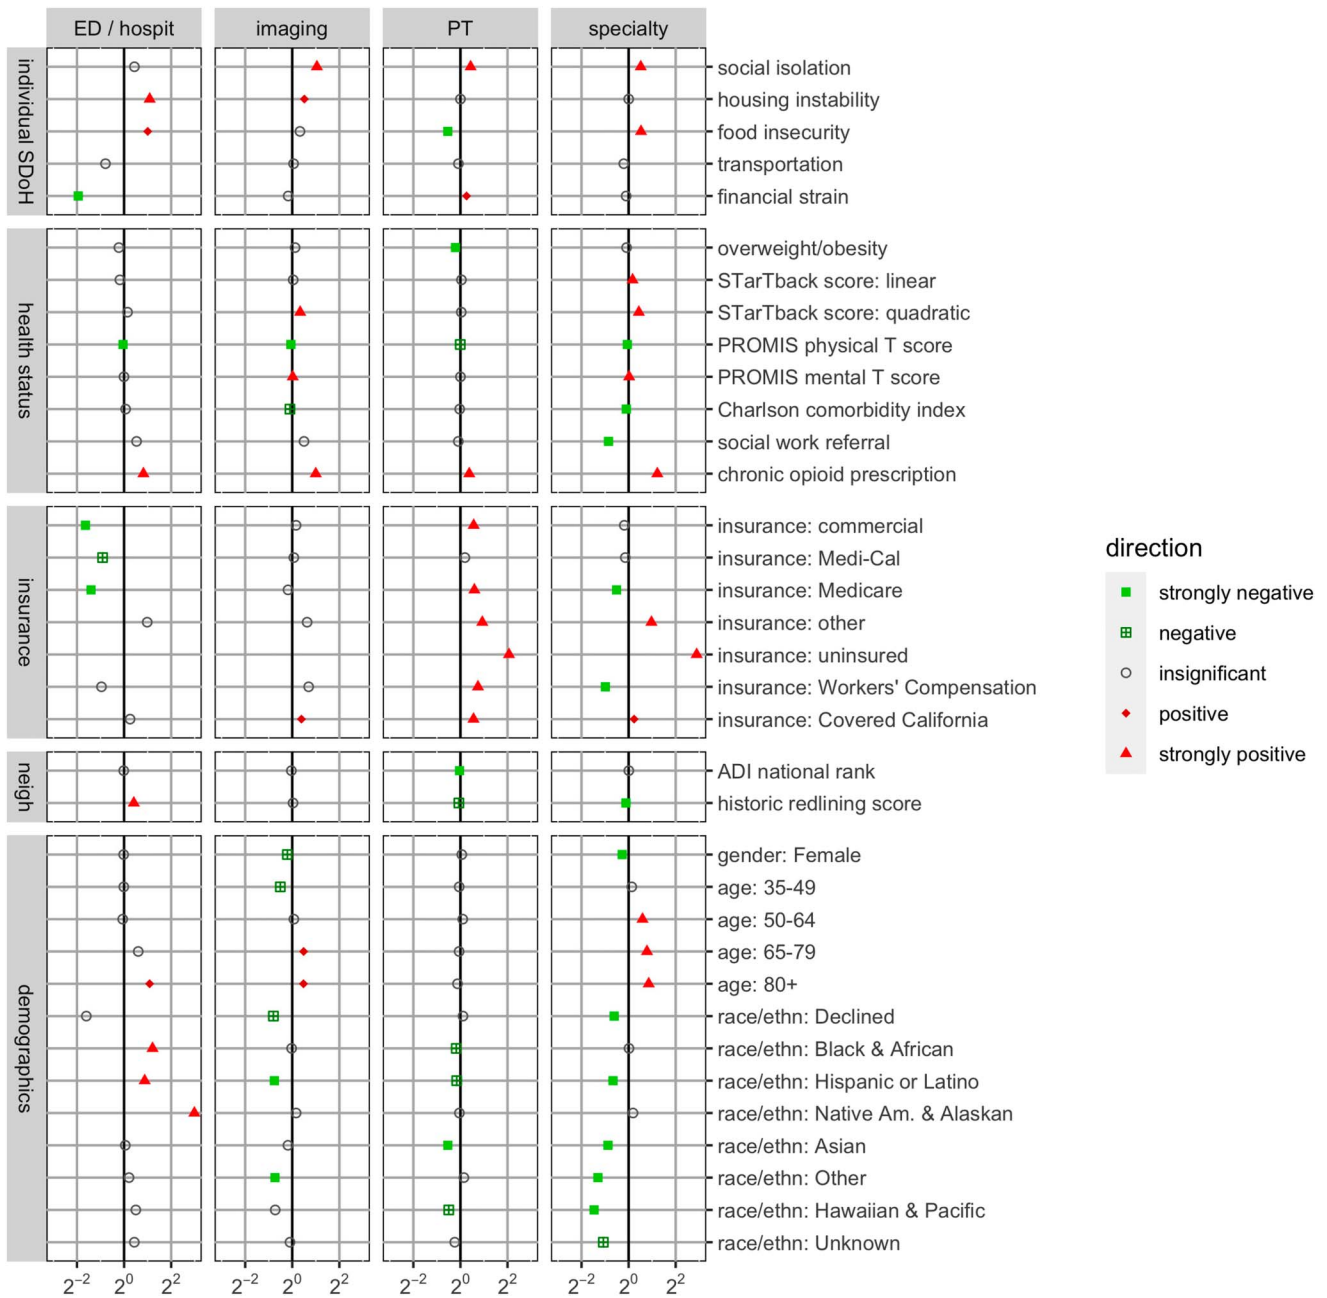 ED / hospit
imaging
PT
specialty
individual SDoH
social isolation
housing instability
food insecurity
transportation
financial strain
health status
overweight/obesity
STarTback score: linear
STarTback score: quadratic
PROMIS physical T score
PROMIS mental T score
Charlson comorbidity index
social work referral
chronic opioid prescription
insurance
insurance: commercial
insurance: Medi-Cal
insurance: Medicare
insurance: other
insurance: uninsured
insurance: Workers' Compensation
insurance: Covered California
neigh
ADI national rank
historic redlining score
demographics
gender: Female
age: 35-49
age: 50-64
age: 65-79
age: 80+
race/ethn: Declined
race/ethn: Black & African
race/ethn: Hispanic or Latino
race/ethn: Native Am. & Alaskan
race/ethn: Asian
race/ethn: Other
race/ethn: Hawaiian & Pacific
race/ethn: Unknown
2⁻² 2⁰ 2² 2⁻² 2⁰ 2² 2⁻² 2⁰ 2² 2⁻² 2⁰ 2²
direction
strongly negative
negative
insignificant
positive
strongly positive